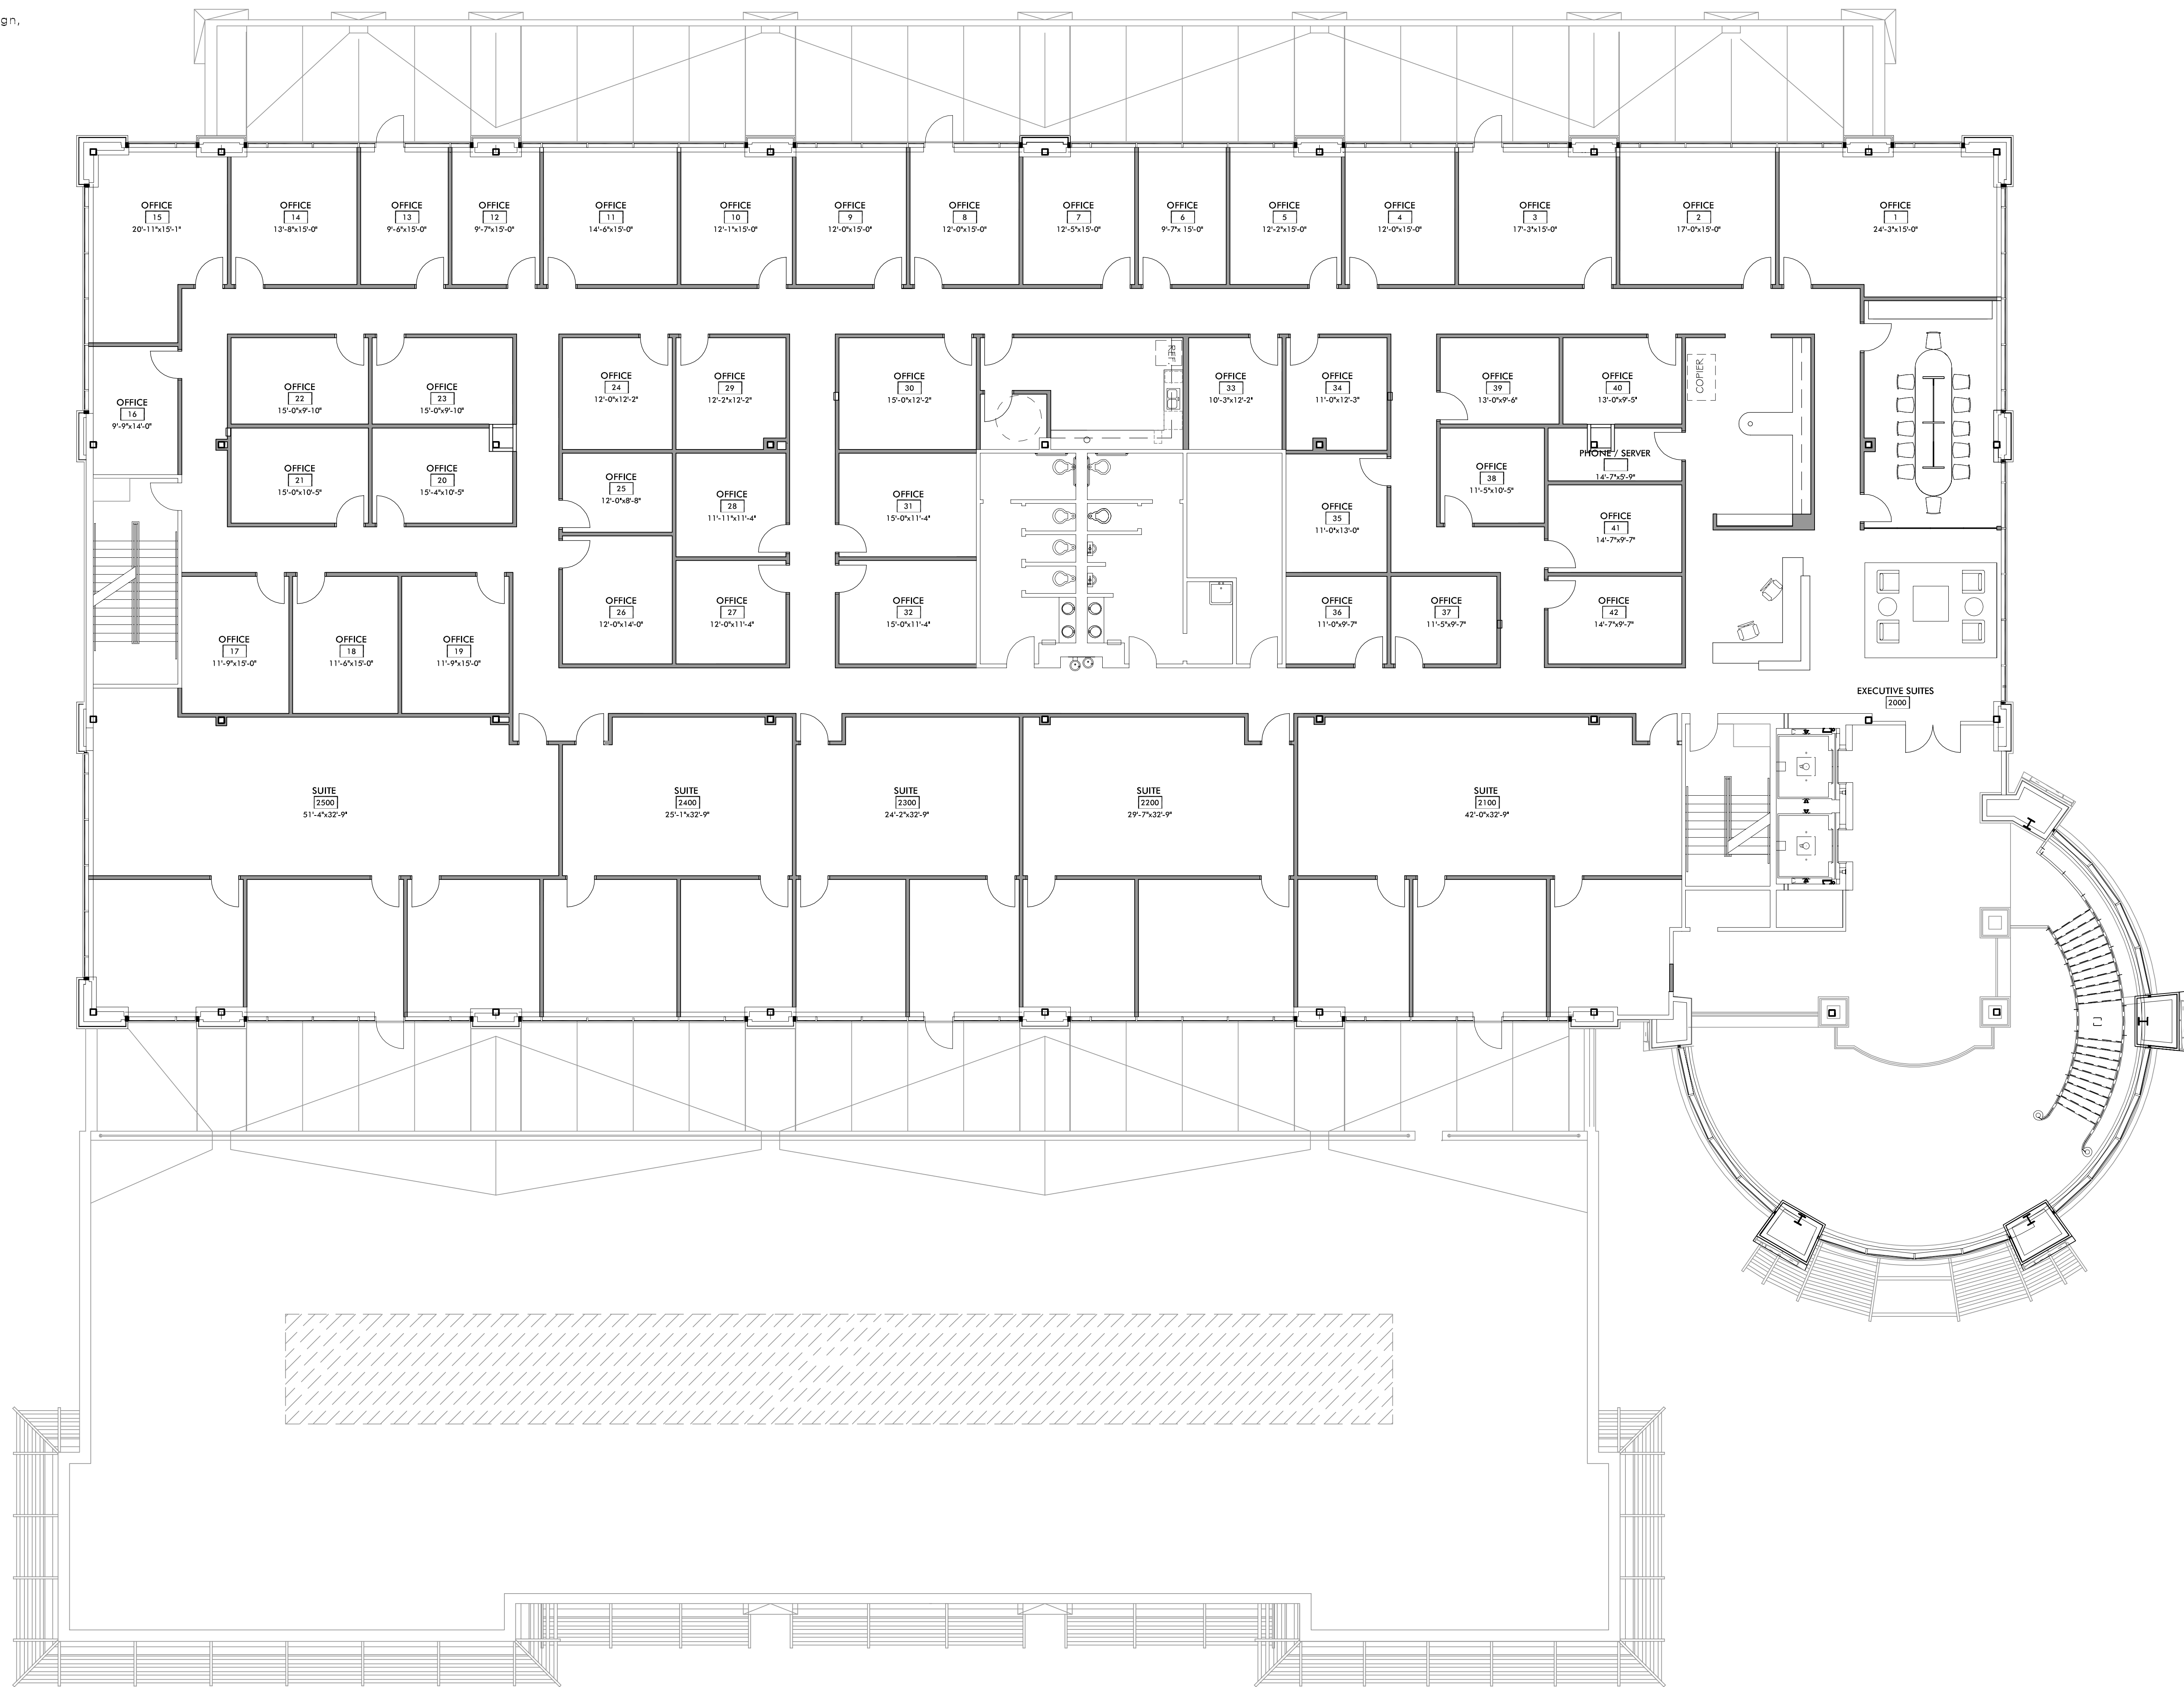 gn,
OFFICE
15
20'-11"x15'-1"
OFFICE
14
13'-8"x15'-0"
OFFICE
13
9'-6"x15'-0"
OFFICE
12
9'-7"x15'-0"
OFFICE
11
14'-6"x15'-0"
OFFICE
10
12'-1"x15'-0"
OFFICE
9
12'-0"x15'-0"
OFFICE
8
12'-0"x15'-0"
OFFICE
7
12'-5"x15'-0"
OFFICE
6
9'-7"x 15'-0"
OFFICE
5
12'-2"x15'-0"
OFFICE
4
12'-0"x15'-0"
OFFICE
3
17'-3"x15'-0"
OFFICE
2
17'-0"x15'-0"
OFFICE
1
24'-3"x15'-0"
OFFICE
16
9'-9"x14'-0"
OFFICE
22
15'-0"x9'-10"
OFFICE
23
15'-0"x9'-10"
OFFICE
24
12'-0"x12'-2"
OFFICE
29
12'-2"x12'-2"
OFFICE
30
15'-0"x12'-2"
REF
OFFICE
33
10'-3"x12'-2"
OFFICE
34
11'-0"x12'-3"
OFFICE
39
13'-0"x9'-6"
OFFICE
40
13'-0"x9'-5"
COPIER
OFFICE
21
15'-0"x10'-5"
OFFICE
20
15'-4"x10'-5"
OFFICE
25
12'-0"x8'-8"
OFFICE
28
11'-11"x11'-4"
OFFICE
31
15'-0"x11'-4"
OFFICE
35
11'-0"x13'-0"
OFFICE
38
11'-5"x10'-5"
PHONE / SERVER
14'-7"x5'-9"
OFFICE
41
14'-7"x9'-7"
OFFICE
17
11'-9"x15'-0"
OFFICE
18
11'-6"x15'-0"
OFFICE
19
11'-9"x15'-0"
OFFICE
26
12'-0"x14'-0"
OFFICE
27
12'-0"x11'-4"
OFFICE
32
15'-0"x11'-4"
OFFICE
36
11'-0"x9'-7"
OFFICE
37
11'-5"x9'-7"
OFFICE
42
14'-7"x9'-7"
EXECUTIVE SUITES
2000
SUITE
2500
51'-4"x32'-9"
SUITE
2400
25'-1"x32'-9"
SUITE
2300
24'-2"x32'-9"
SUITE
2200
29'-7"x32'-9"
SUITE
2100
42'-0"x32'-9"